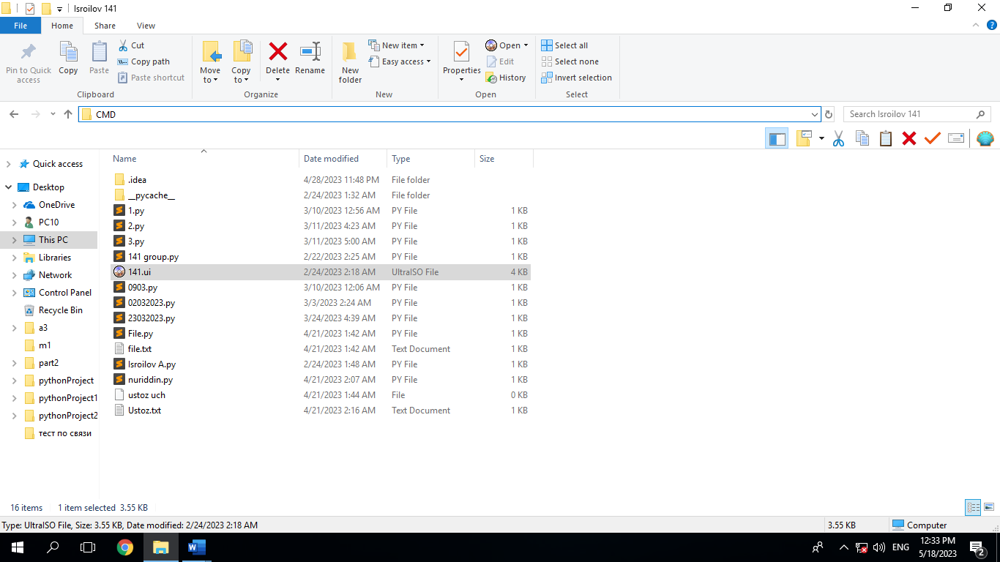 Isroilov 141
File Home Share View
Pin to Quick access
Copy
Paste
Cut
Copy path
Paste shortcut
Clipboard
Move to
Copy to
Delete
Rename
Organize
New folder
New item
Easy access
New
Properties
Open
Edit
History
Open
Select all
Select none
Invert selection
Select
CMD
Search Isroilov 141
Quick access
Desktop
OneDrive
PC10
This PC
Libraries
Network
Control Panel
Recycle Bin
a3
m1
part2
pythonProject
pythonProject1
pythonProject2
тест по связи
Name Date modified Type Size
.idea 4/28/2023 11:48 PM File folder
__pycache__ 2/24/2023 1:32 AM File folder
1.py 3/10/2023 12:56 AM PY File 1 KB
2.py 3/11/2023 4:23 AM PY File 1 KB
3.py 3/11/2023 5:00 AM PY File 1 KB
141 group.py 2/22/2023 2:25 AM PY File 1 KB
141.ui 2/24/2023 2:18 AM UltraISO File 4 KB
0903.py 3/10/2023 12:06 AM PY File 1 KB
02032023.py 3/3/2023 2:24 AM PY File 1 KB
23032023.py 3/24/2023 4:39 AM PY File 1 KB
File.py 4/21/2023 1:42 AM PY File 1 KB
file.txt 4/21/2023 1:42 AM Text Document 1 KB
Isroilov A.py 2/24/2023 1:48 AM PY File 1 KB
nuriddin.py 4/21/2023 2:07 AM PY File 1 KB
ustoz uch 4/21/2023 1:44 AM File 0 KB
Ustoz.txt 4/21/2023 2:16 AM Text Document 1 KB
16 items 1 item selected 3.55 KB
Type: UltraISO File, Size: 3.55 KB, Date modified: 2/24/2023 2:18 AM 3.55 KB Computer
ENG
12:33 PM
5/18/2023
2